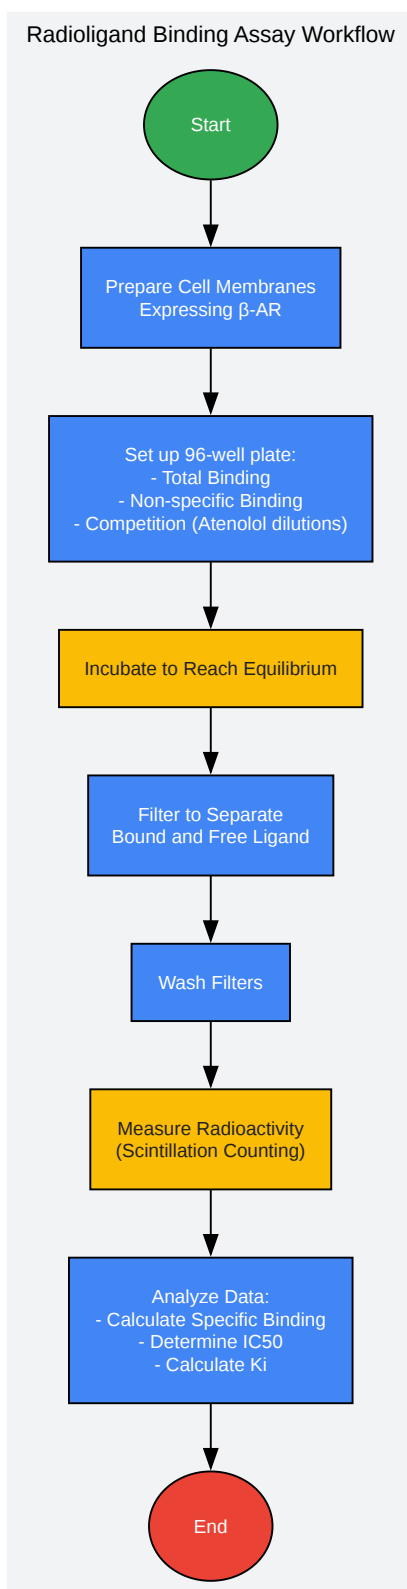 Radioligand Binding Assay Workflow
Start
Prepare Cell Membranes
Expressing β-AR
Set up 96-well plate:
- Total Binding
- Non-specific Binding
- Competition (Atenolol dilutions)
Incubate to Reach Equilibrium
Filter to Separate
Bound and Free Ligand
Wash Filters
Measure Radioactivity
(Scintillation Counting)
Analyze Data:
- Calculate Specific Binding
- Determine IC50
- Calculate Ki
End